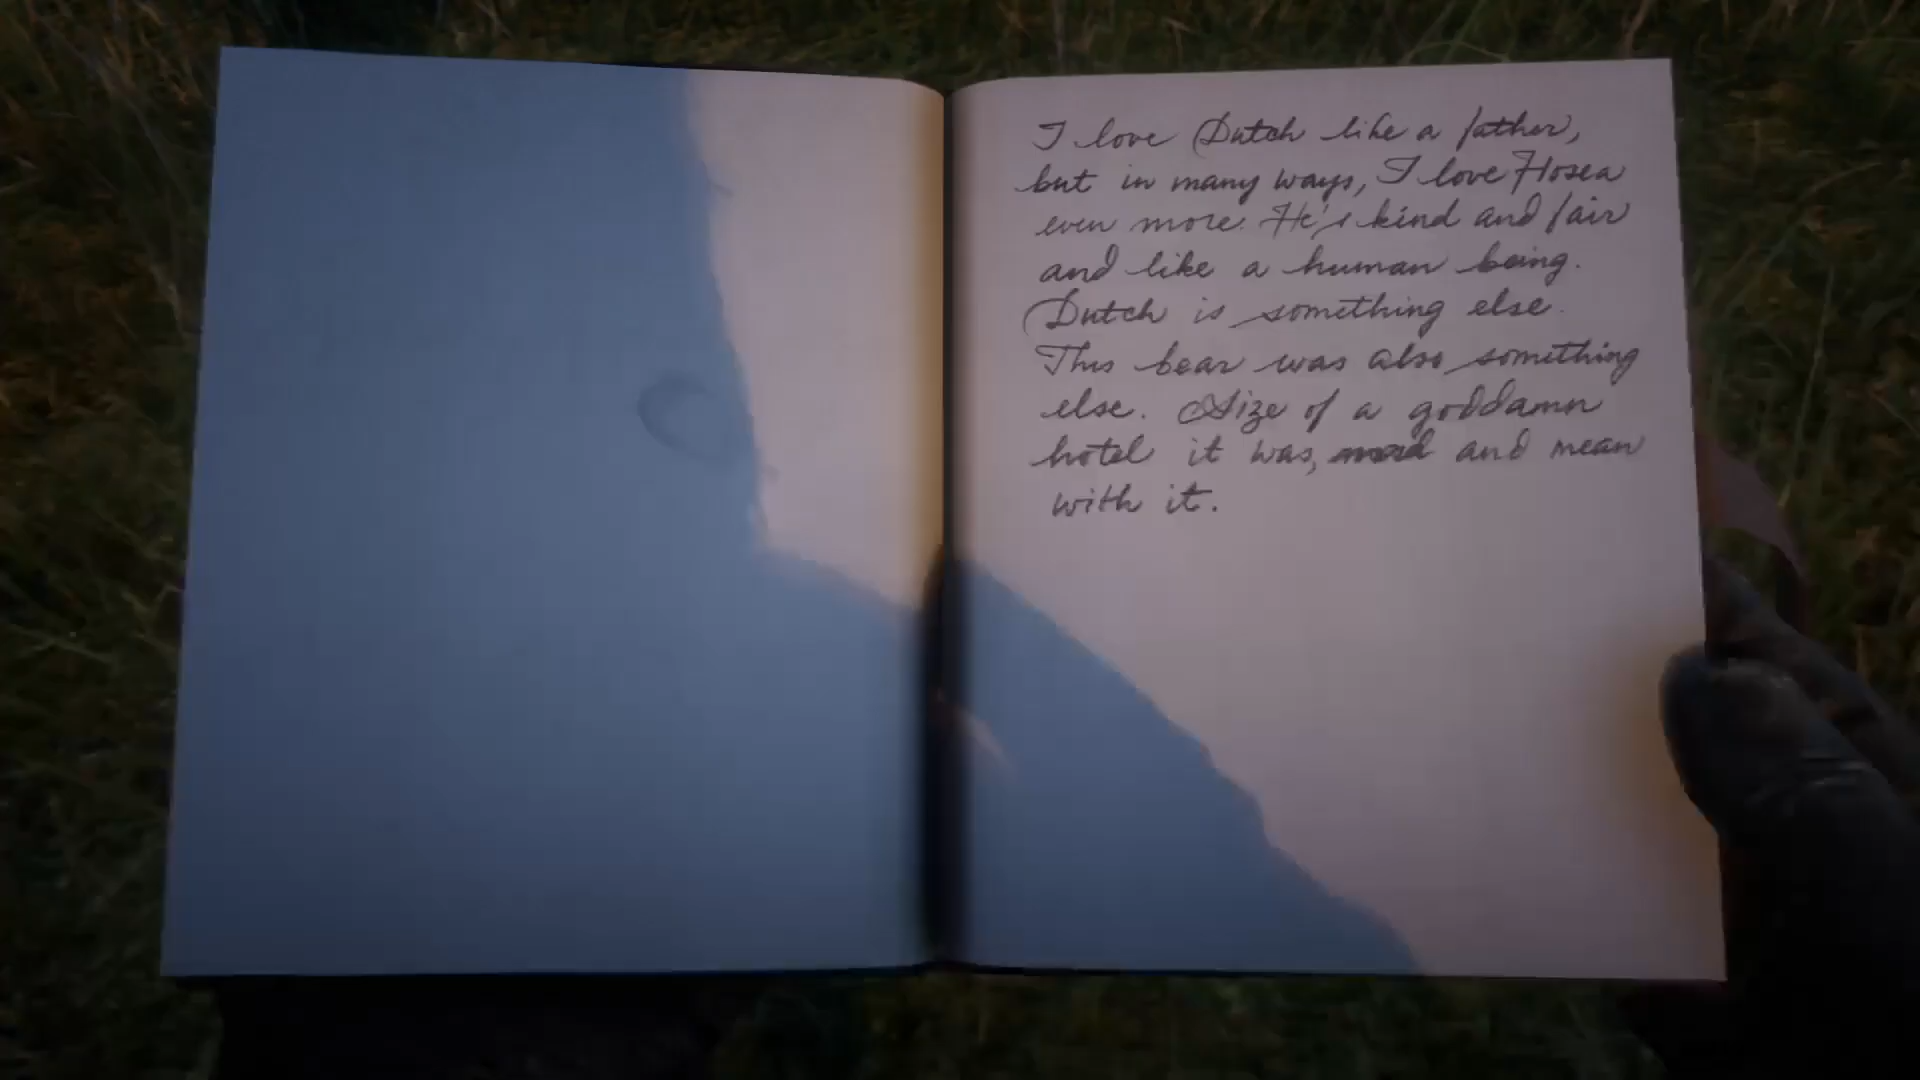 I love Dutch like a father,
but in many ways, I love Hosea
even more. He's kind and fair
and like a human being.
Dutch is something else.
This bear was also something
else. Size of a goddamn
hotel it was, and mean
with it.